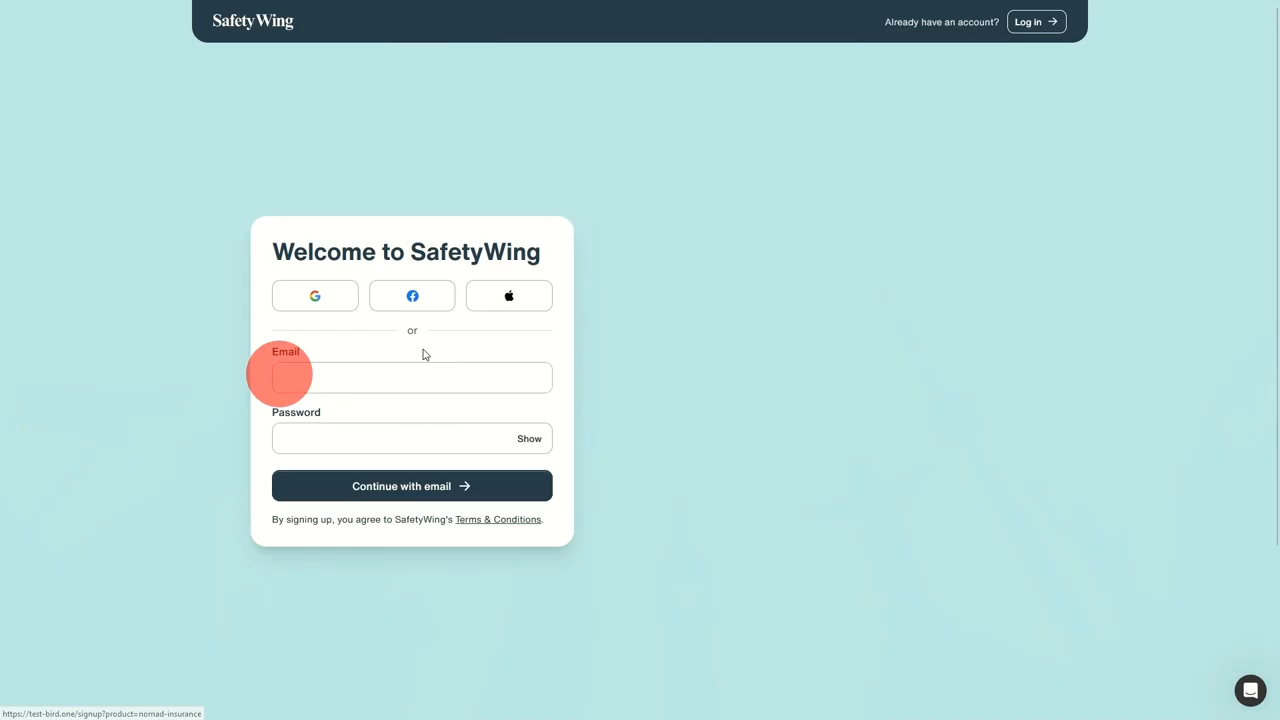 SafetyWing
Already have an account?
Log in
Welcome to SafetyWing
or
Email
Password
Show
Continue with email
By signing up, you agree to SafetyWing's Terms & Conditions.
https://test-bird.one/signup?product=nomad-insurance